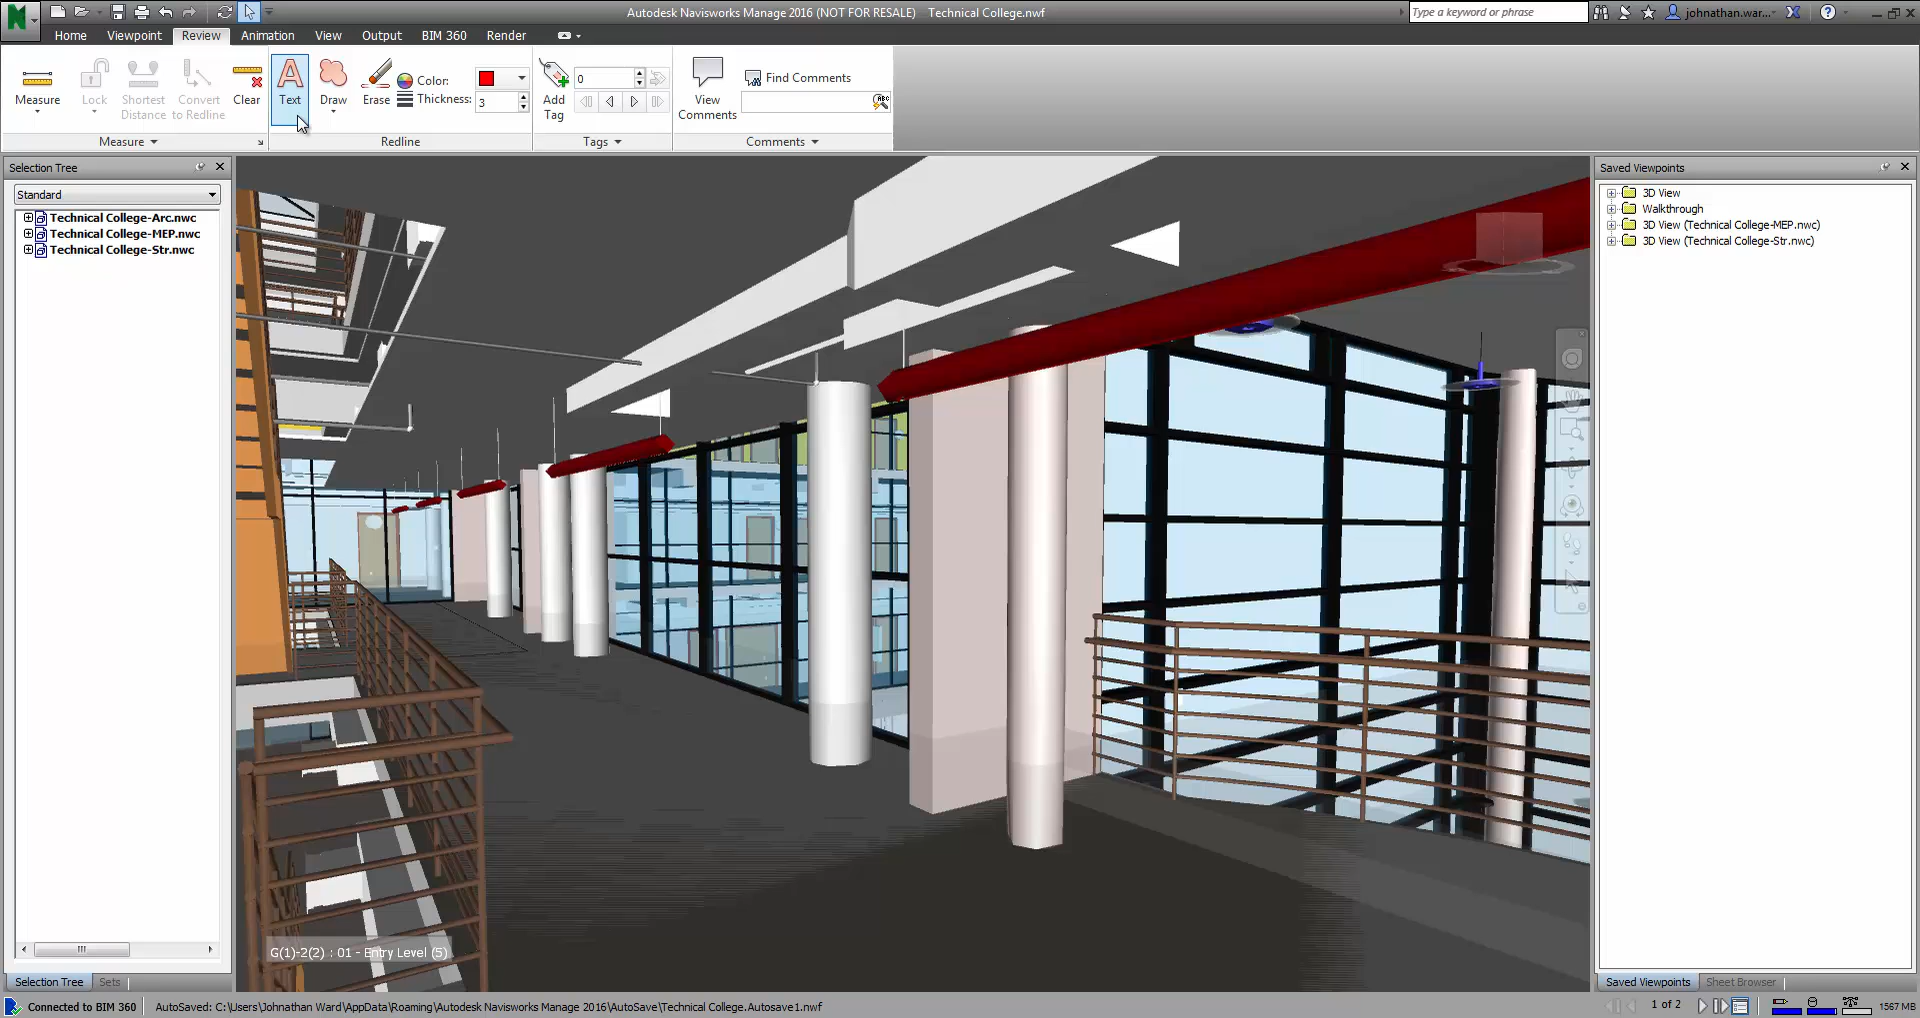 Autodesk Navisworks Manage 2016 (NOT FOR RESALE) Technical College.nwf
Type a keyword or phrase
johnathan.war...
Home Viewpoint Review Animation View Output BIM 360 Render
Measure
Lock
Shortest Distance
Convert to Redline
Clear
Text
Draw
Erase
Color:
Thickness: 3
Add Tag
0
View Comments
Find Comments
Measure
Redline
Tags
Comments
Selection Tree
Standard
Technical College-Arc.nwc
Technical College-MEP.nwc
Technical College-Str.nwc
Saved Viewpoints
3D View
Walkthrough
3D View (Technical College-MEP.nwc)
3D View (Technical College-Str.nwc)
G(1)-2(2) : 01 - Entry Level (5)
Selection Tree Sets
Saved Viewpoints Sheet Browser
Connected to BIM 360
AutoSaved: C:\Users\Johnathan Ward\AppData\Roaming\Autodesk Navisworks Manage 2016\AutoSave\Technical College.Autosave1.nwf
1 of 2
1567 MB